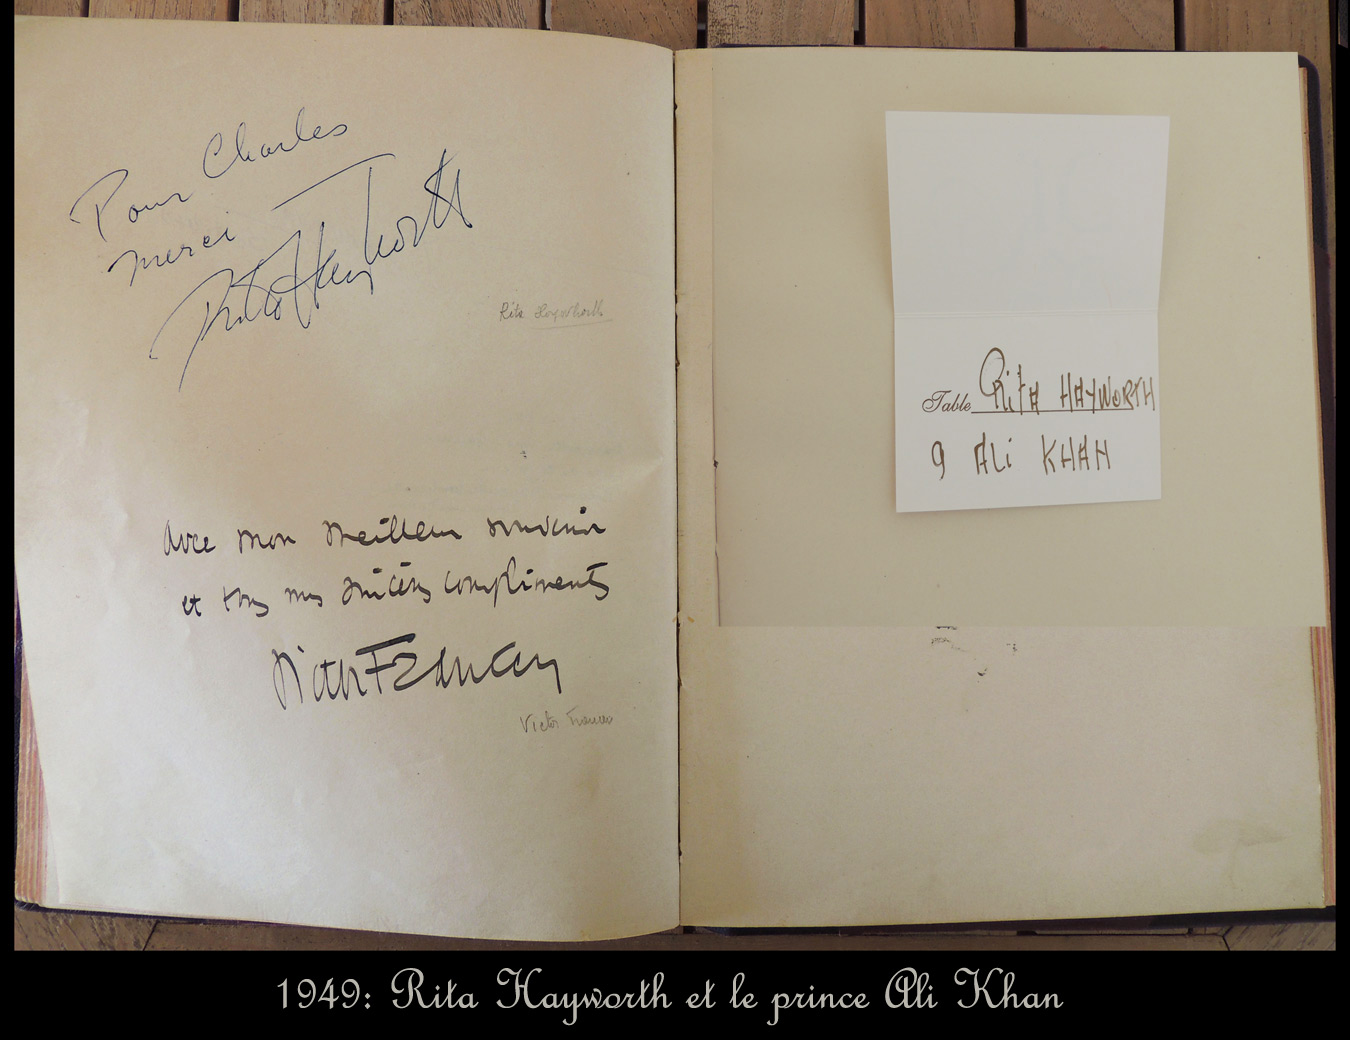 Pour Charles
merci
Rita Hayworth
Rita Hayworth
Avec mon meilleur souvenir
et tous mes sincères compliments
Victor Francen
Victor Francen
Table Rita HAYWORTH
9 ALi KHAN
1949: Rita Hayworth et le prince Ali Khan